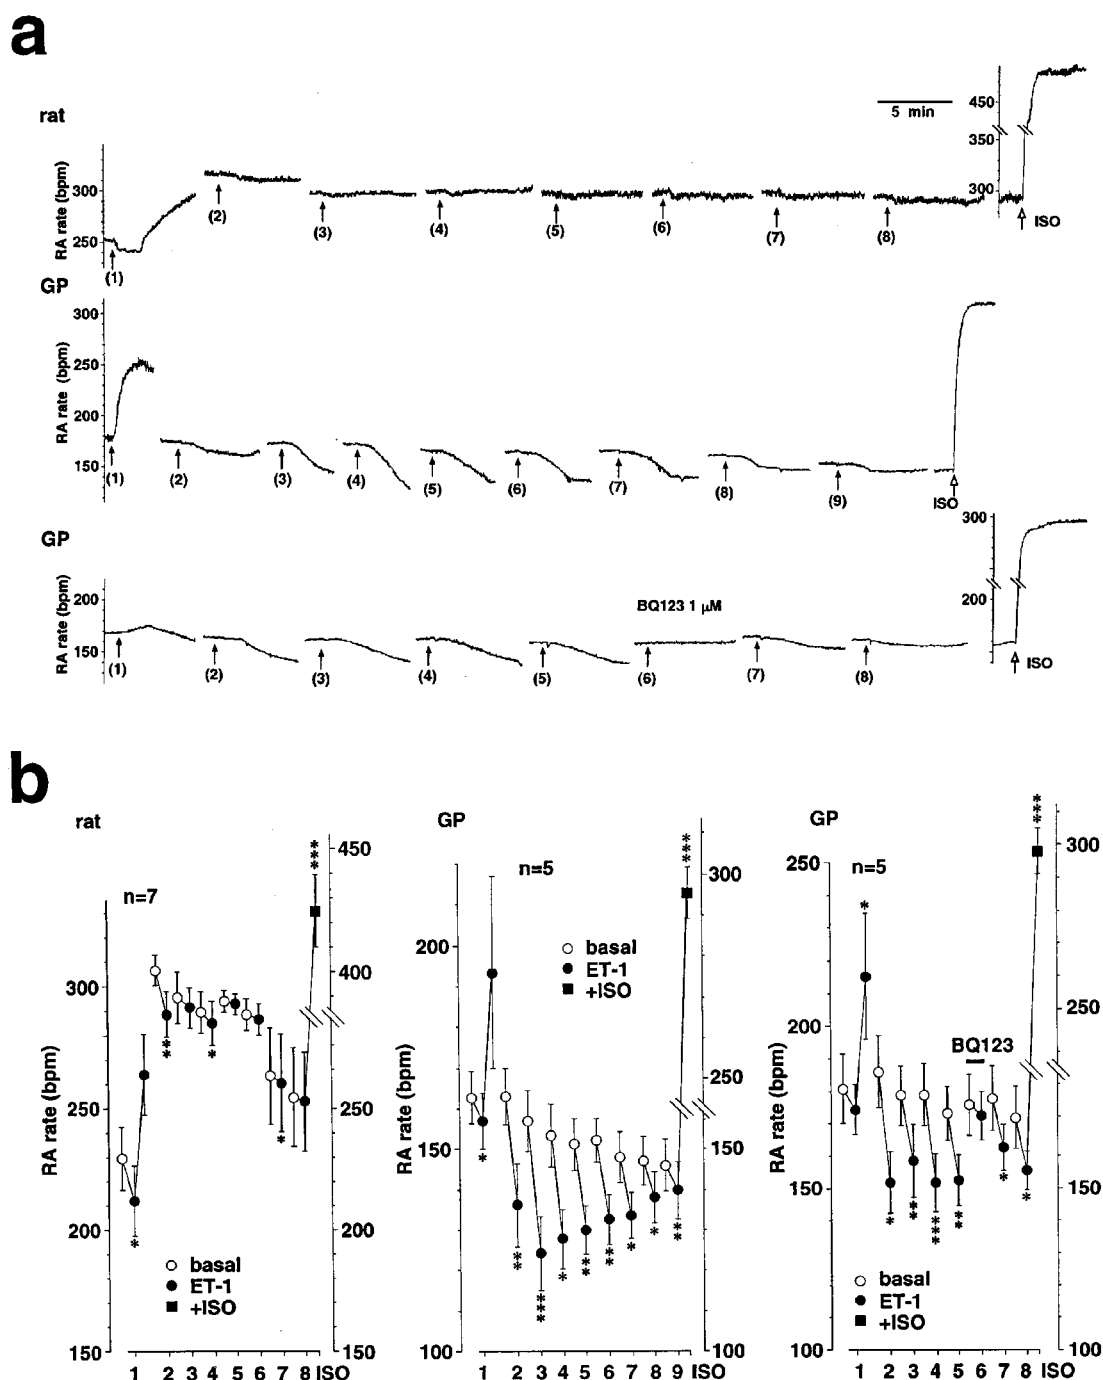 a
rat
5 min
RA rate (bpm)
300
250
450
350
300
(1) (2) (3) (4) (5) (6) (7) (8) ISO
GP
RA rate (bpm)
300
250
200
150
(1) (2) (3) (4) (5) (6) (7) (8) (9) ISO
GP
RA rate (bpm)
200
150
BQ123 1 μM
300
200
(1) (2) (3) (4) (5) (6) (7) (8) ISO
b
rat
n=7
RA rate (bpm)
300
250
200
150
450
400
250
200
150
***
*
**
*
*
basal
ET-1
+ISO
1 2 3 4 5 6 7 8 ISO
GP
n=5
RA rate (bpm)
200
150
100
300
250
150
100
basal
ET-1
+ISO
***
*
**
***
*
**
**
*
*
**
1 2 3 4 5 6 7 8 9 ISO
GP
n=5
RA rate (bpm)
250
200
150
100
300
250
150
100
BQ123
***
*
*
**
***
**
*
*
basal
ET-1
+ISO
1 2 3 4 5 6 7 8 ISO